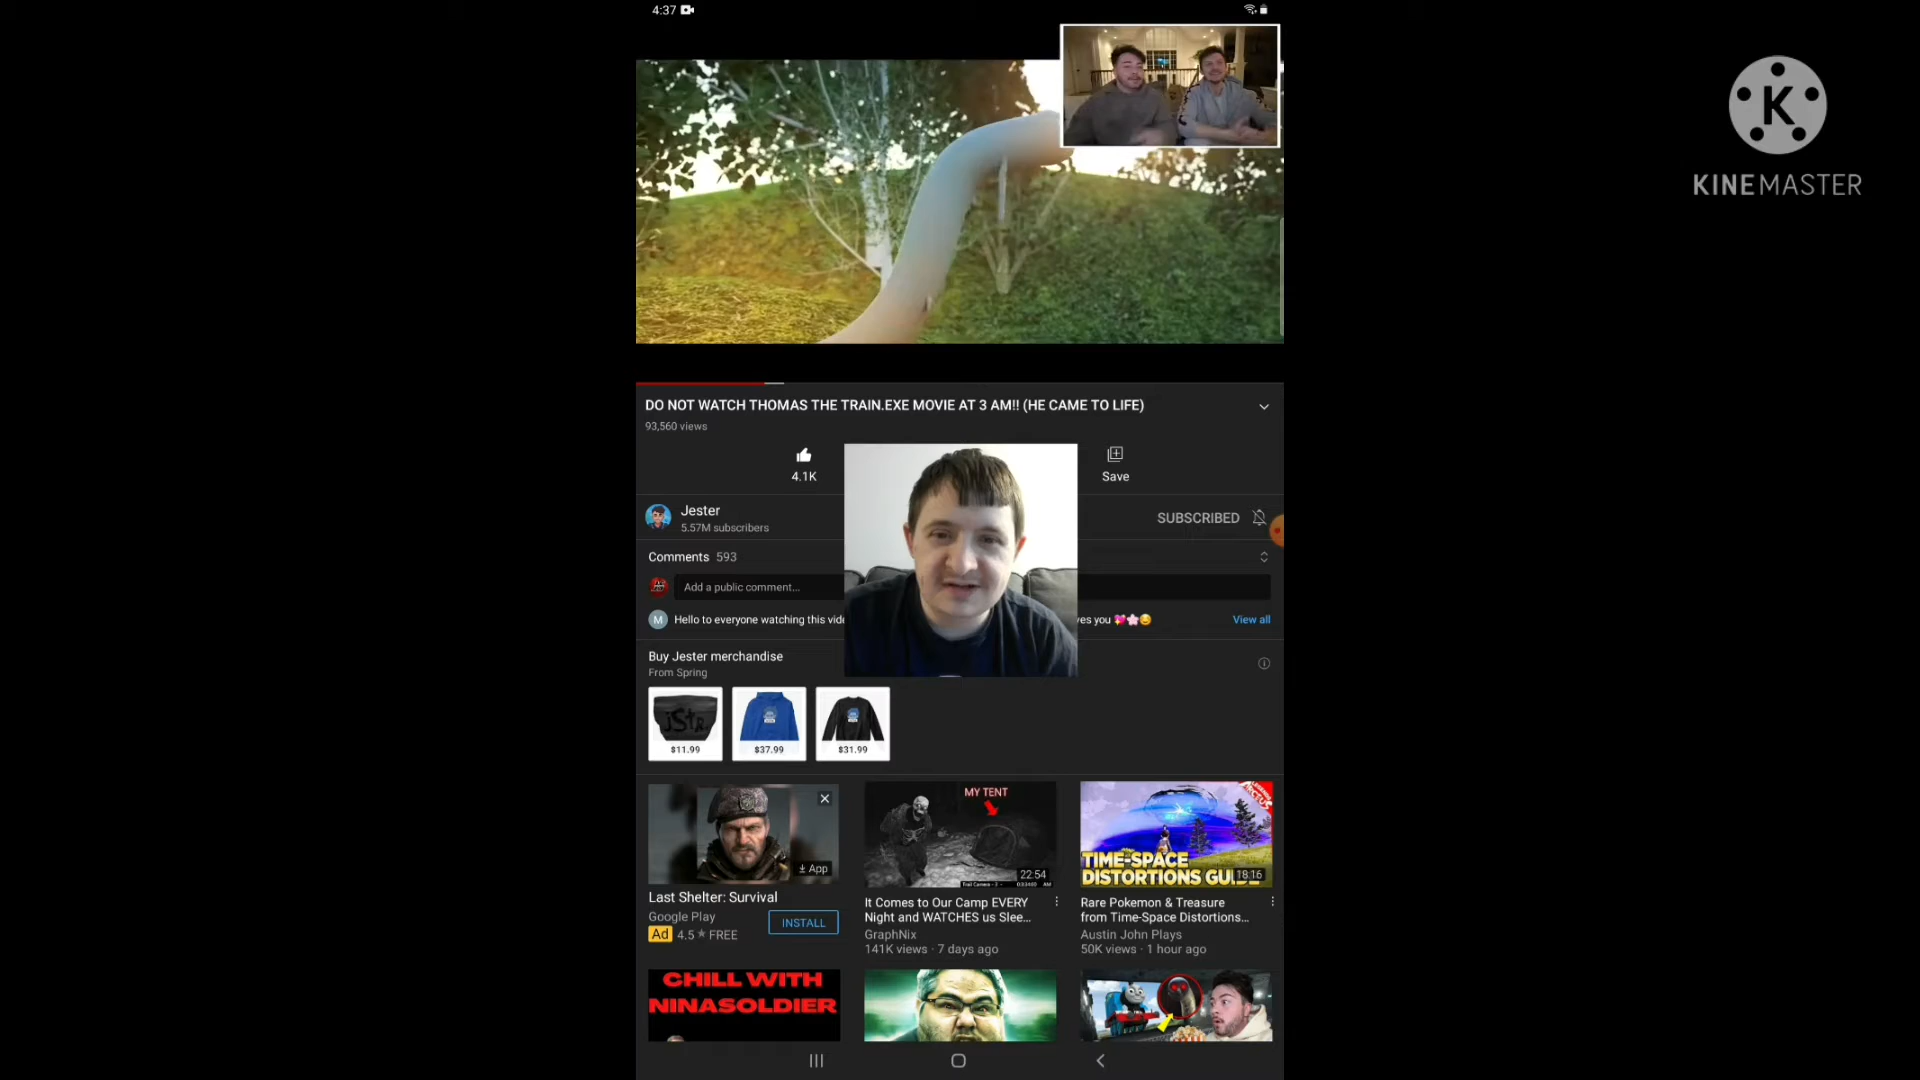 4:37
KINEMASTER
DO NOT WATCH THOMAS THE TRAIN.EXE MOVIE AT 3 AM!! (HE CAME TO LIFE)
93,560 views
4.1K
Save
Jester
5.57M subscribers
SUBSCRIBED
Comments 593
Add a public comment...
M
Hello to everyone watching this vide
es you
View all
Buy Jester merchandise
From Spring
jStr
$11.99
$37.99
$31.99
App
MY TENT
22:54
TIME-SPACE
DISTORTIONS GUIDE
18:16
Last Shelter: Survival
Google Play
Ad 4.5 ★ FREE
INSTALL
It Comes to Our Camp EVERY
Night and WATCHES us Slee...
GraphNix
141K views · 7 days ago
Rare Pokemon & Treasure
from Time-Space Distortions...
Austin John Plays
50K views · 1 hour ago
CHILL WITH
NINASOLDIER